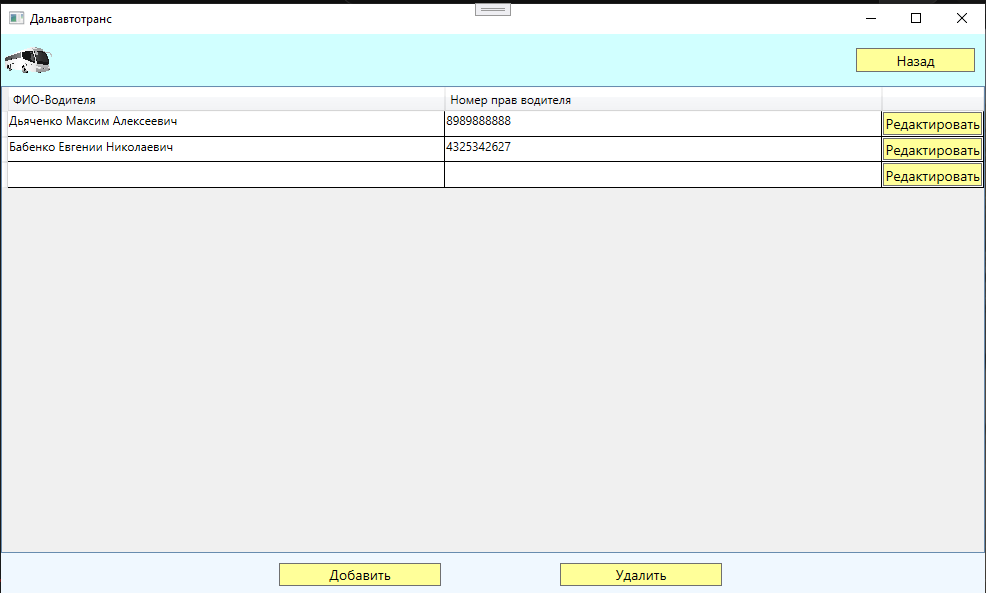 Дальавтотранс
Назад
ФИО-Водителя Номер прав водителя
Дьяченко Максим Алексеевич 8989888888 Редактировать
Бабенко Евгении Николаевич 4325342627 Редактировать
Редактировать
Добавить Удалить